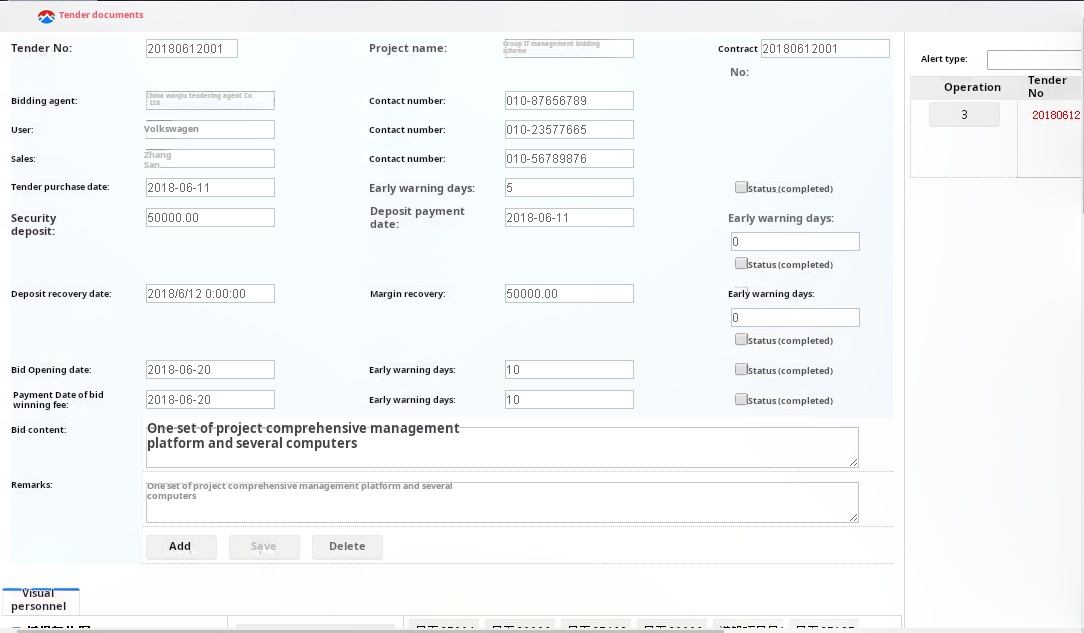 Tender documents
Tender No: 20180612001 Project name: Group IT management bidding scheme Contract No: 20180612001
Bidding agent: China wanjiu tendering agent Co. Ltd Contact number: 010-87656789
User: Volkswagen Contact number: 010-23577665
Sales: Zhang San Contact number: 010-56789876
Tender purchase date: 2018-06-11 Early warning days: 5 Status (completed)
Security deposit: 50000.00 Deposit payment date: 2018-06-11 Early warning days: 0 Status (completed)
Deposit recovery date: 2018/6/12 0:00:00 Margin recovery: 50000.00 Early warning days: 0 Status (completed)
Bid Opening date: 2018-06-20 Early warning days: 10 Status (completed)
Payment Date of bid winning fee: 2018-06-20 Early warning days: 10 Status (completed)
Bid content: One set of project comprehensive management
platform and several computers
Remarks: One set of project comprehensive management platform and several
computers
Add Save Delete
Visual
personnel
Alert type:
Operation Tender No
3 20180612